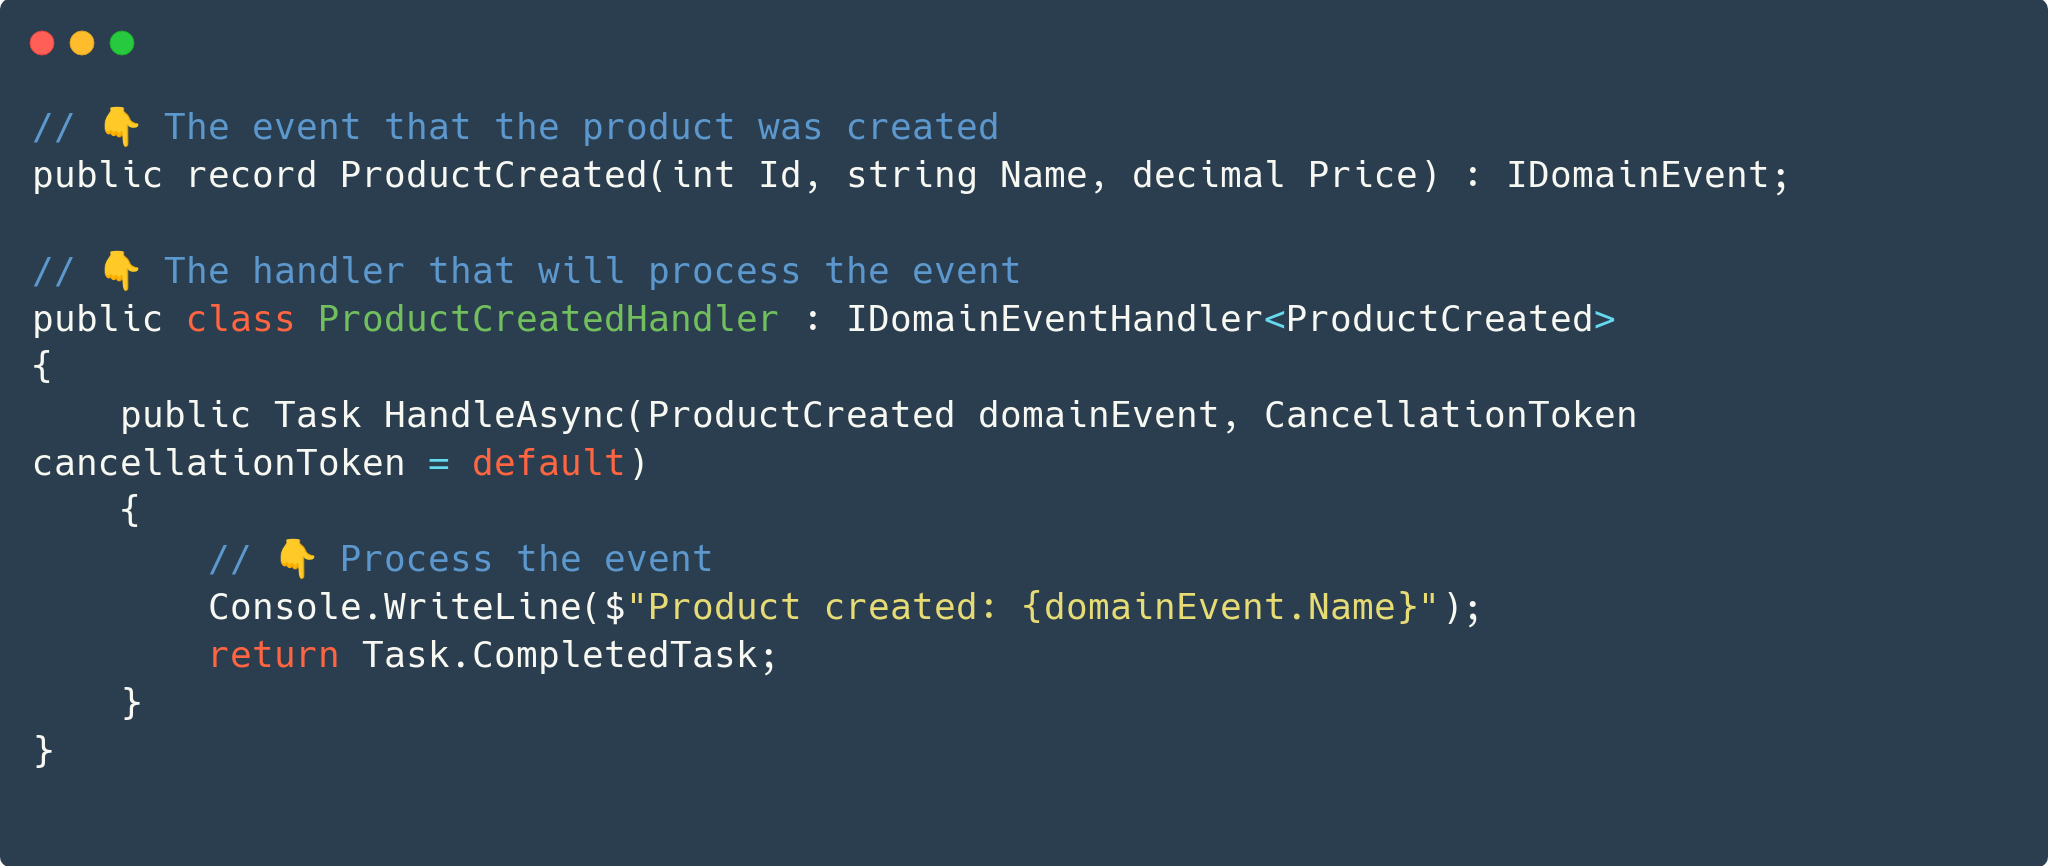 // 👇 The event that the product was created
public record ProductCreated(int Id, string Name, decimal Price) : IDomainEvent;

// 👇 The handler that will process the event
public class ProductCreatedHandler : IDomainEventHandler<ProductCreated>
{
    public Task HandleAsync(ProductCreated domainEvent, CancellationToken
cancellationToken = default)
    {
        // 👇 Process the event
        Console.WriteLine($"Product created: {domainEvent.Name}");
        return Task.CompletedTask;
    }
}